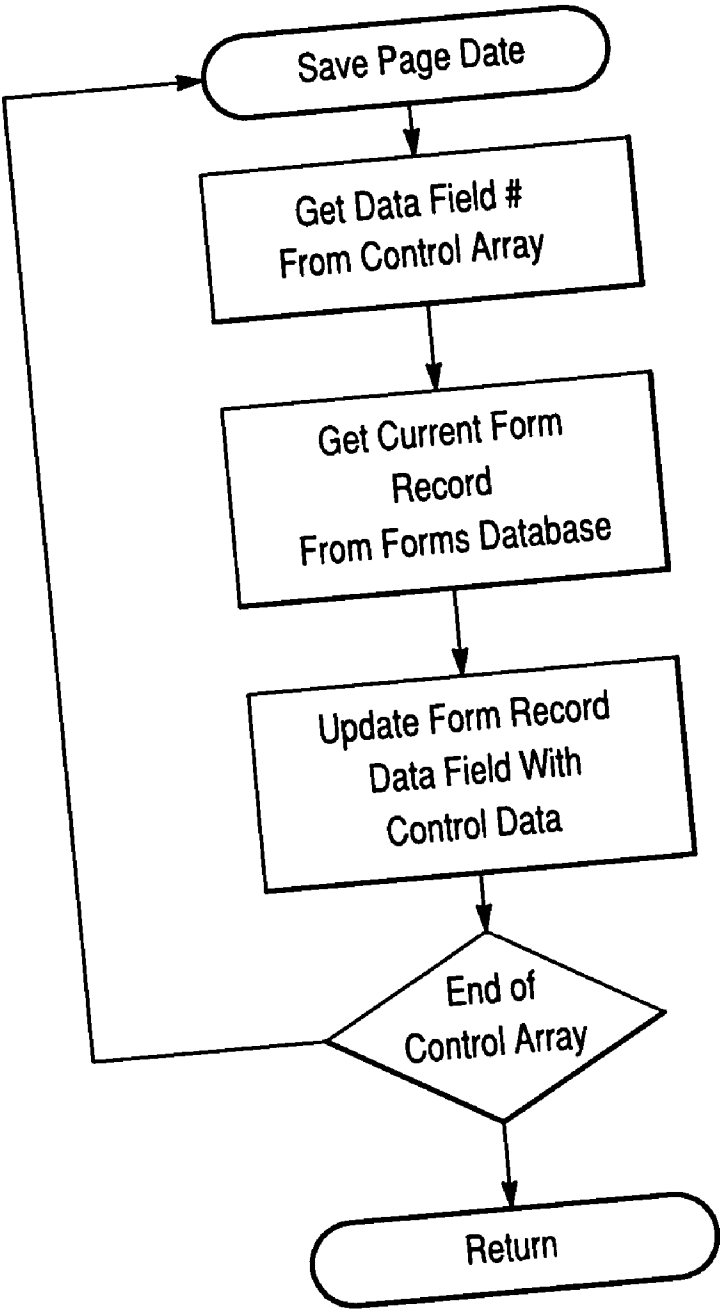 Save Page Date
Get Data Field #
From Control Array
Get Current Form
Record
From Forms Database
Update Form Record
Data Field With
Control Data
End of
Control Array
Return